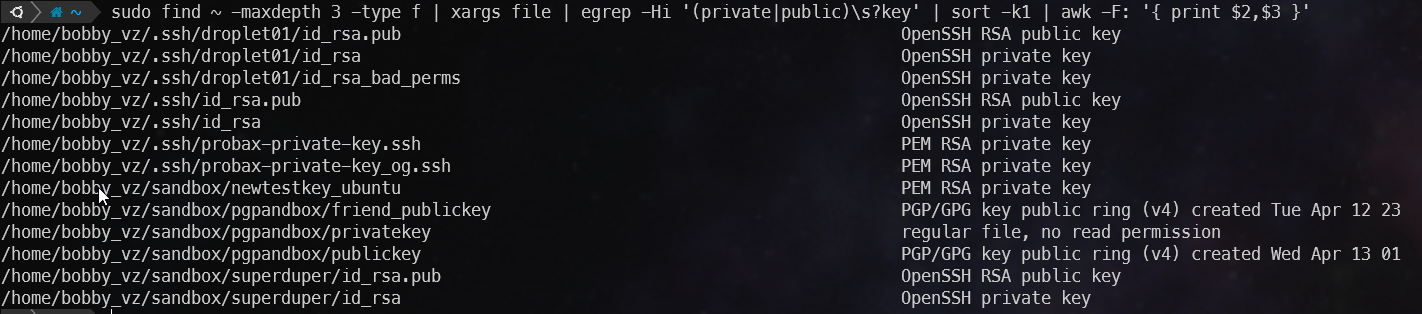 ~ sudo find ~ -maxdepth 3 -type f | xargs file | egrep -Hi '(private|public)\s?key' | sort -k1 | awk -F: '{ print $2,$3 }'
/home/bobby_vz/.ssh/droplet01/id_rsa.pub OpenSSH RSA public key
/home/bobby_vz/.ssh/droplet01/id_rsa OpenSSH private key
/home/bobby_vz/.ssh/droplet01/id_rsa_bad_perms OpenSSH private key
/home/bobby_vz/.ssh/id_rsa.pub OpenSSH RSA public key
/home/bobby_vz/.ssh/id_rsa OpenSSH private key
/home/bobby_vz/.ssh/probax-private-key.ssh PEM RSA private key
/home/bobby_vz/.ssh/probax-private-key_og.ssh PEM RSA private key
/home/bobby_vz/sandbox/newtestkey_ubuntu PEM RSA private key
/home/bobby_vz/sandbox/pgpandbox/friend_publickey PGP/GPG key public ring (v4) created Tue Apr 12 23
/home/bobby_vz/sandbox/pgpandbox/privatekey regular file, no read permission
/home/bobby_vz/sandbox/pgpandbox/publickey PGP/GPG key public ring (v4) created Wed Apr 13 01
/home/bobby_vz/sandbox/superduper/id_rsa.pub OpenSSH RSA public key
/home/bobby_vz/sandbox/superduper/id_rsa OpenSSH private key